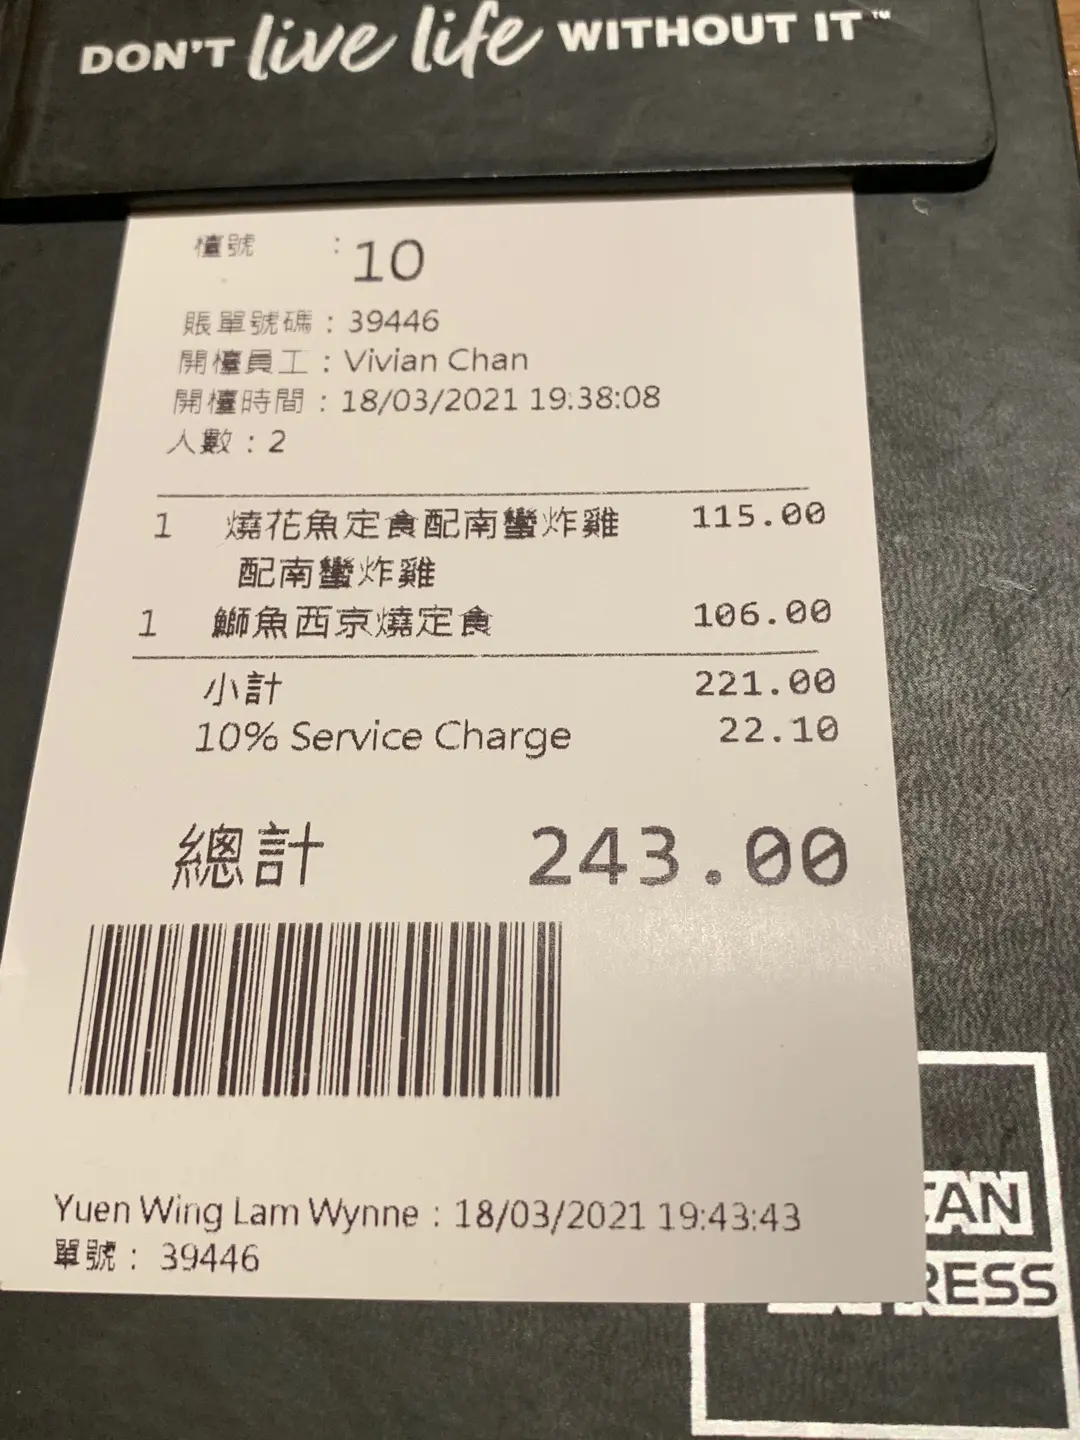 DON'T live life WITHOUT IT™
檯號 : 10
賬單號碼 : 39446
開檯員工 : Vivian Chan
開檯時間 : 18/03/2021 19:38:08
人數 : 2
1 燒花魚定食配南蠻炸雞 115.00
配南蠻炸雞
1 鰤魚西京燒定食 106.00
小計 221.00
10% Service Charge 22.10
總計 243.00
Yuen Wing Lam Wynne : 18/03/2021 19:43:43
單號 : 39446
CAN
RESS